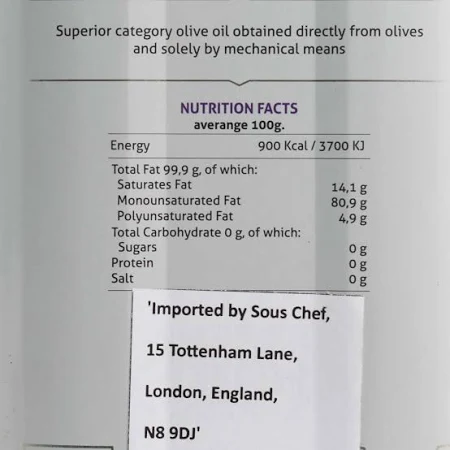 Superior category olive oil obtained directly from olives
and solely by mechanical means
NUTRITION FACTS
averange 100g.
Energy 900 Kcal / 3700 KJ
Total Fat 99,9 g, of which:
Saturates Fat 14,1 g
Monounsaturated Fat 80,9 g
Polyunsaturated Fat 4,9 g
Total Carbohydrate 0 g, of which:
Sugars 0 g
Protein 0 g
Salt 0 g
'Imported by Sous Chef,
15 Tottenham Lane,
London, England,
N8 9DJ'